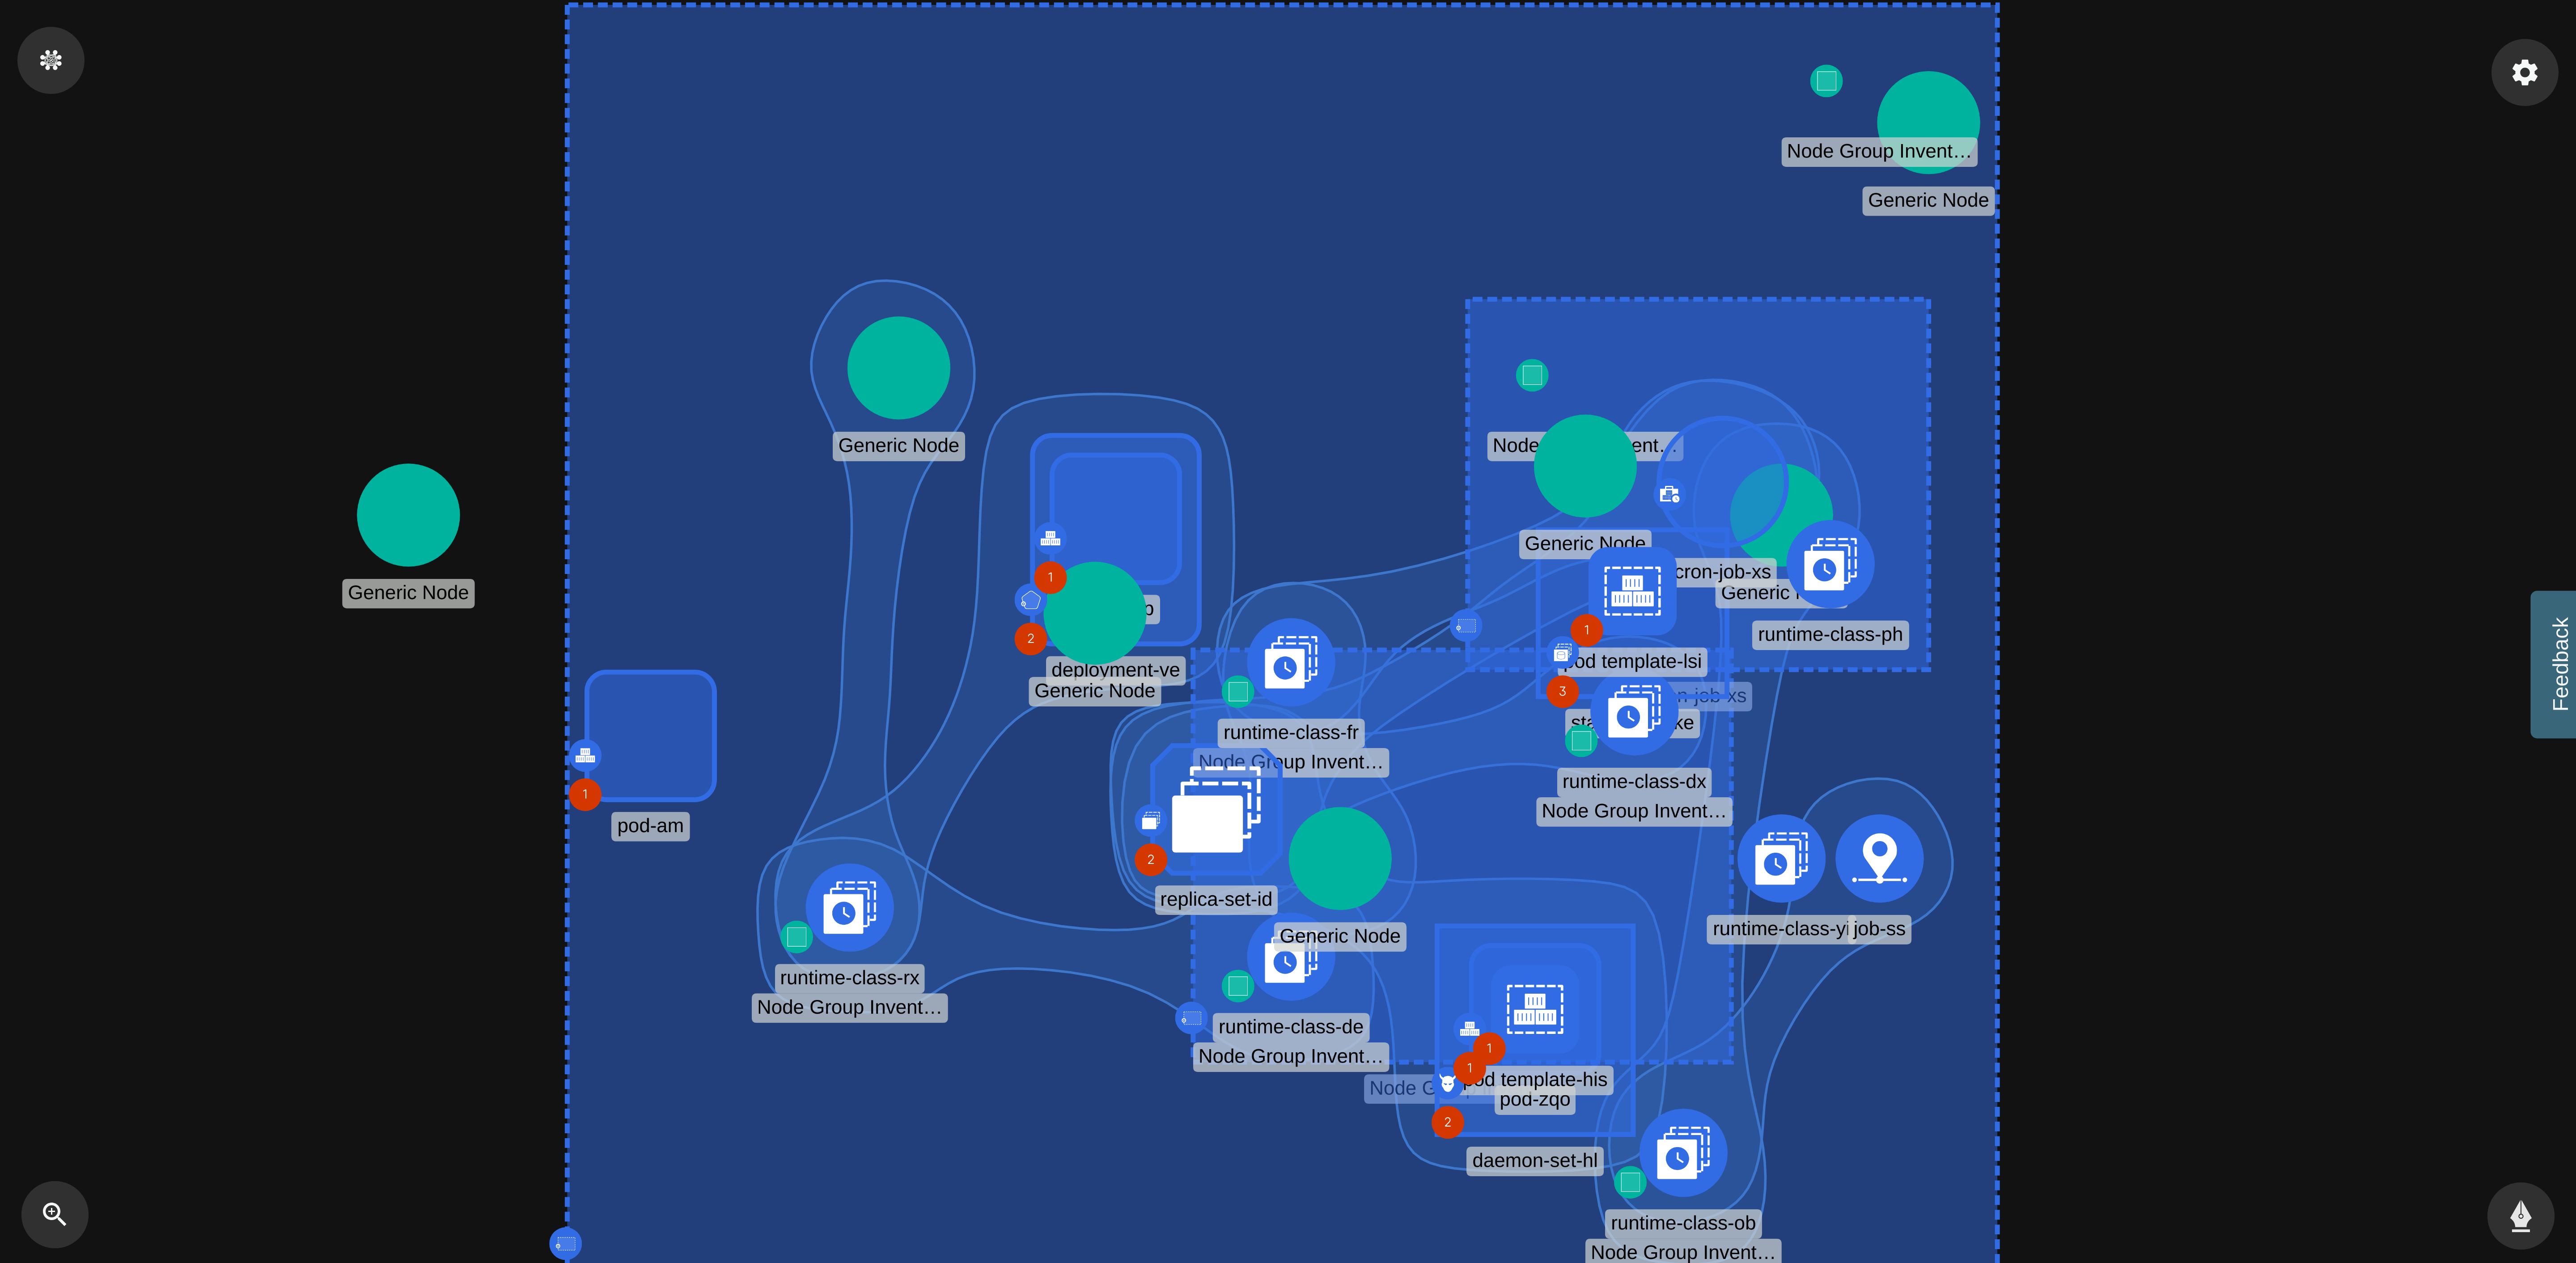 Node Group Invent…
Generic Node
Generic Node
Node ent…
Generic Node
cron-job-xs
Generic
Generic Node
runtime-class-ph
1
1
2
pod template-lsi
deployment-ve
Generic Node
3
n-job-xs
sta ke
runtime-class-fr
Node Group Invent…
runtime-class-dx
Node Group Invent…
1
pod-am
2
replica-set-id
Generic Node
runtime-class-yi
job-ss
runtime-class-rx
Node Group Invent…
runtime-class-de
Node Group Invent…
1
1
pod template-his
Node G
pod-zqo
2
daemon-set-hl
runtime-class-ob
Node Group Invent…
Feedback